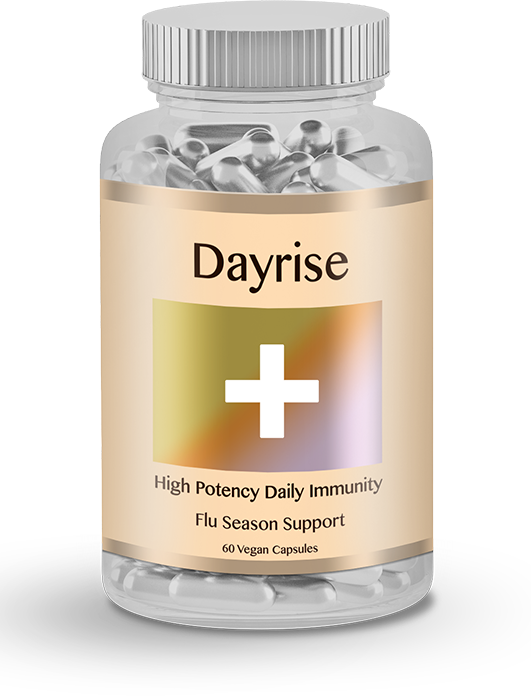 Dayrise
High Potency Daily Immunity
Flu Season Support
60 Vegan Capsules